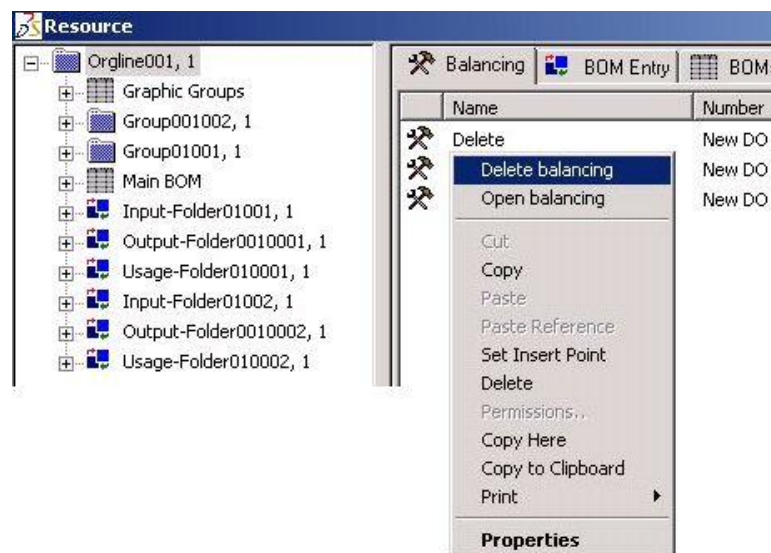 Resource
Orgline001, 1
Graphic Groups
Group001002, 1
Group01001, 1
Main BOM
Input-Folder01001, 1
Output-Folder0010001, 1
Usage-Folder010001, 1
Input-Folder01002, 1
Output-Folder0010002, 1
Usage-Folder010002, 1
Balancing BOM Entry BOM
Name Number
Delete New DO
New DO
New DO
Delete balancing
Open balancing
Cut
Copy
Paste
Paste Reference
Set Insert Point
Delete
Permissions..
Copy Here
Copy to Clipboard
Print
Properties